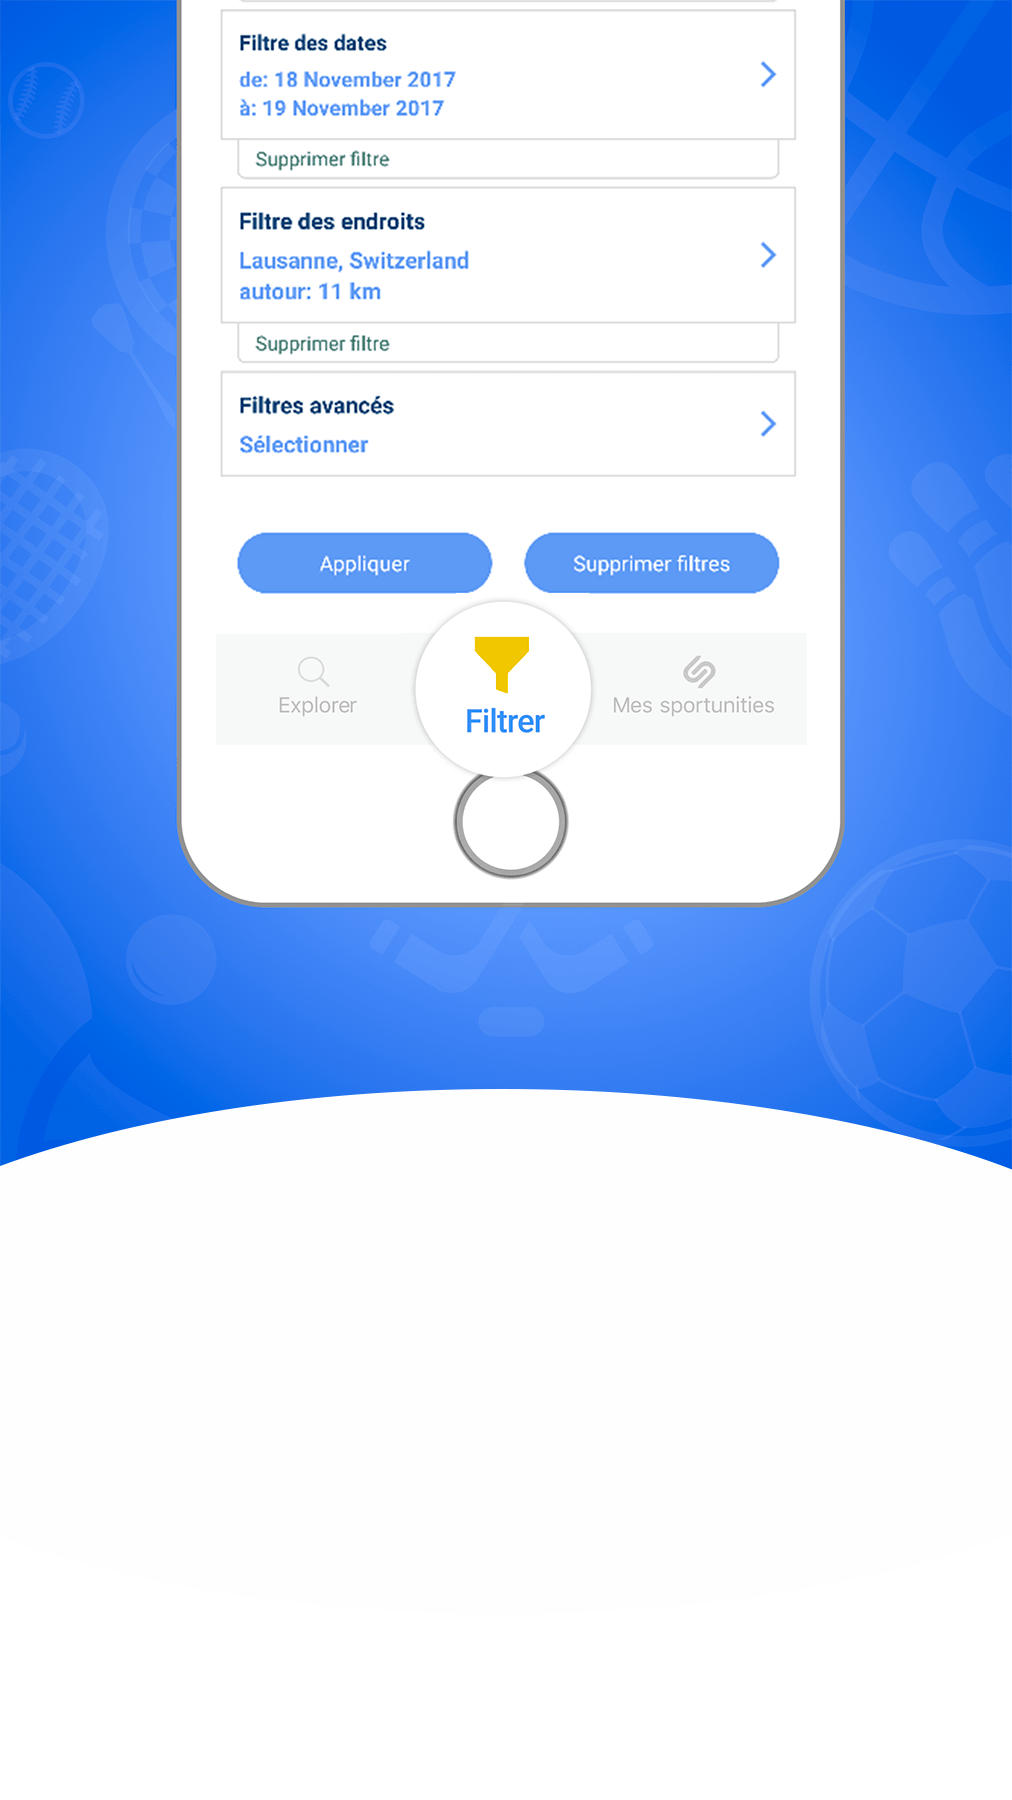 Filtre des dates
de: 18 November 2017
à: 19 November 2017
Supprimer filtre
Filtre des endroits
Lausanne, Switzerland
autour: 11 km
Supprimer filtre
Filtres avancés
Sélectionner
Appliquer
Supprimer filtres
Explorer
Filtrer
Mes sportunities